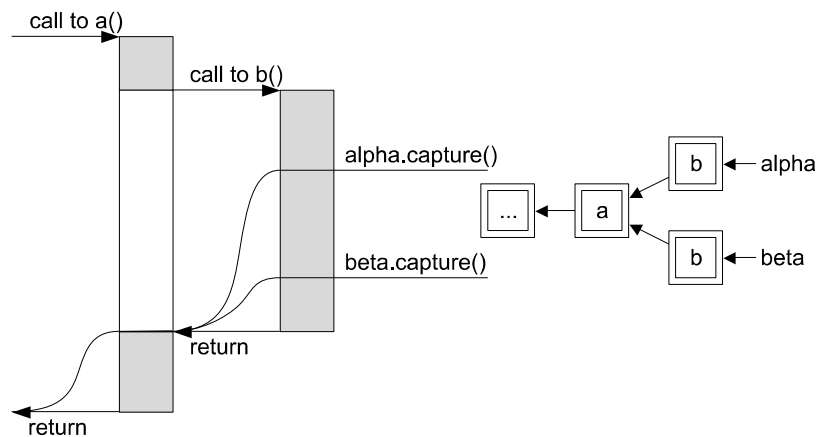 call to a()
call to b()
alpha.capture()
b
alpha
...
a
beta.capture()
b
beta
return
return